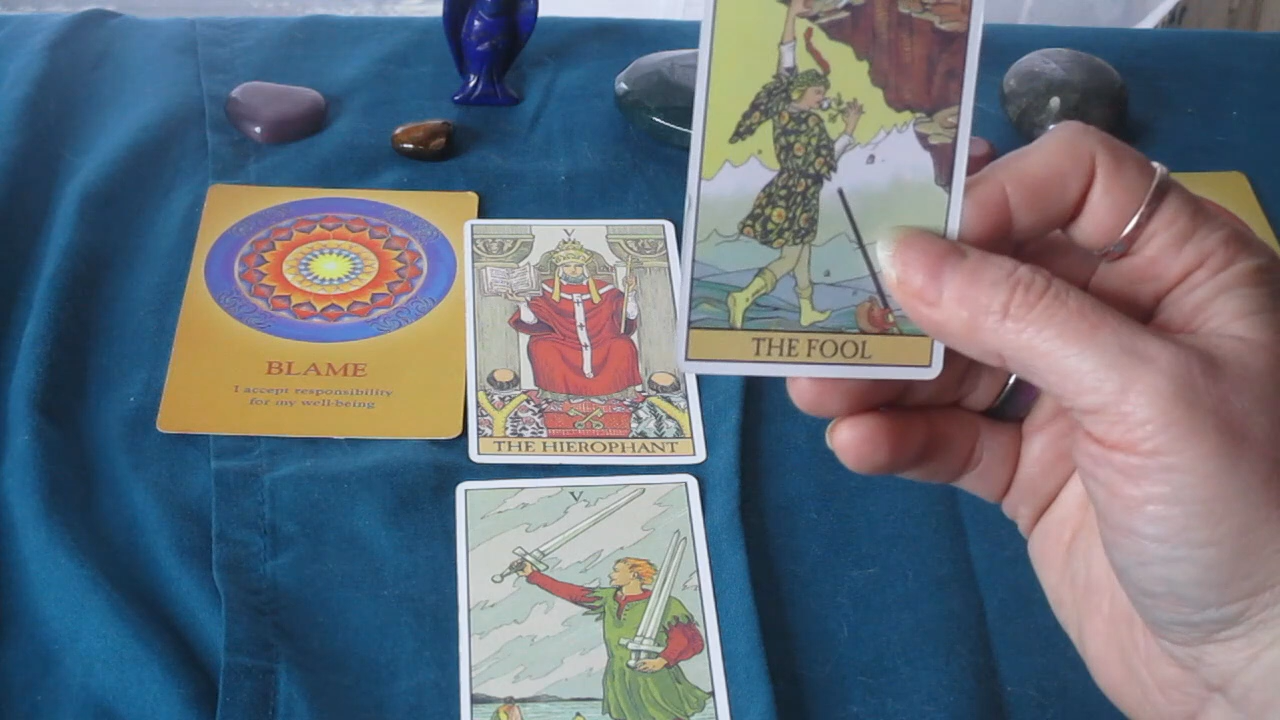 BLAME
I accept responsibility
for my well-being
V
THE HIEROPHANT
THE FOOL
V